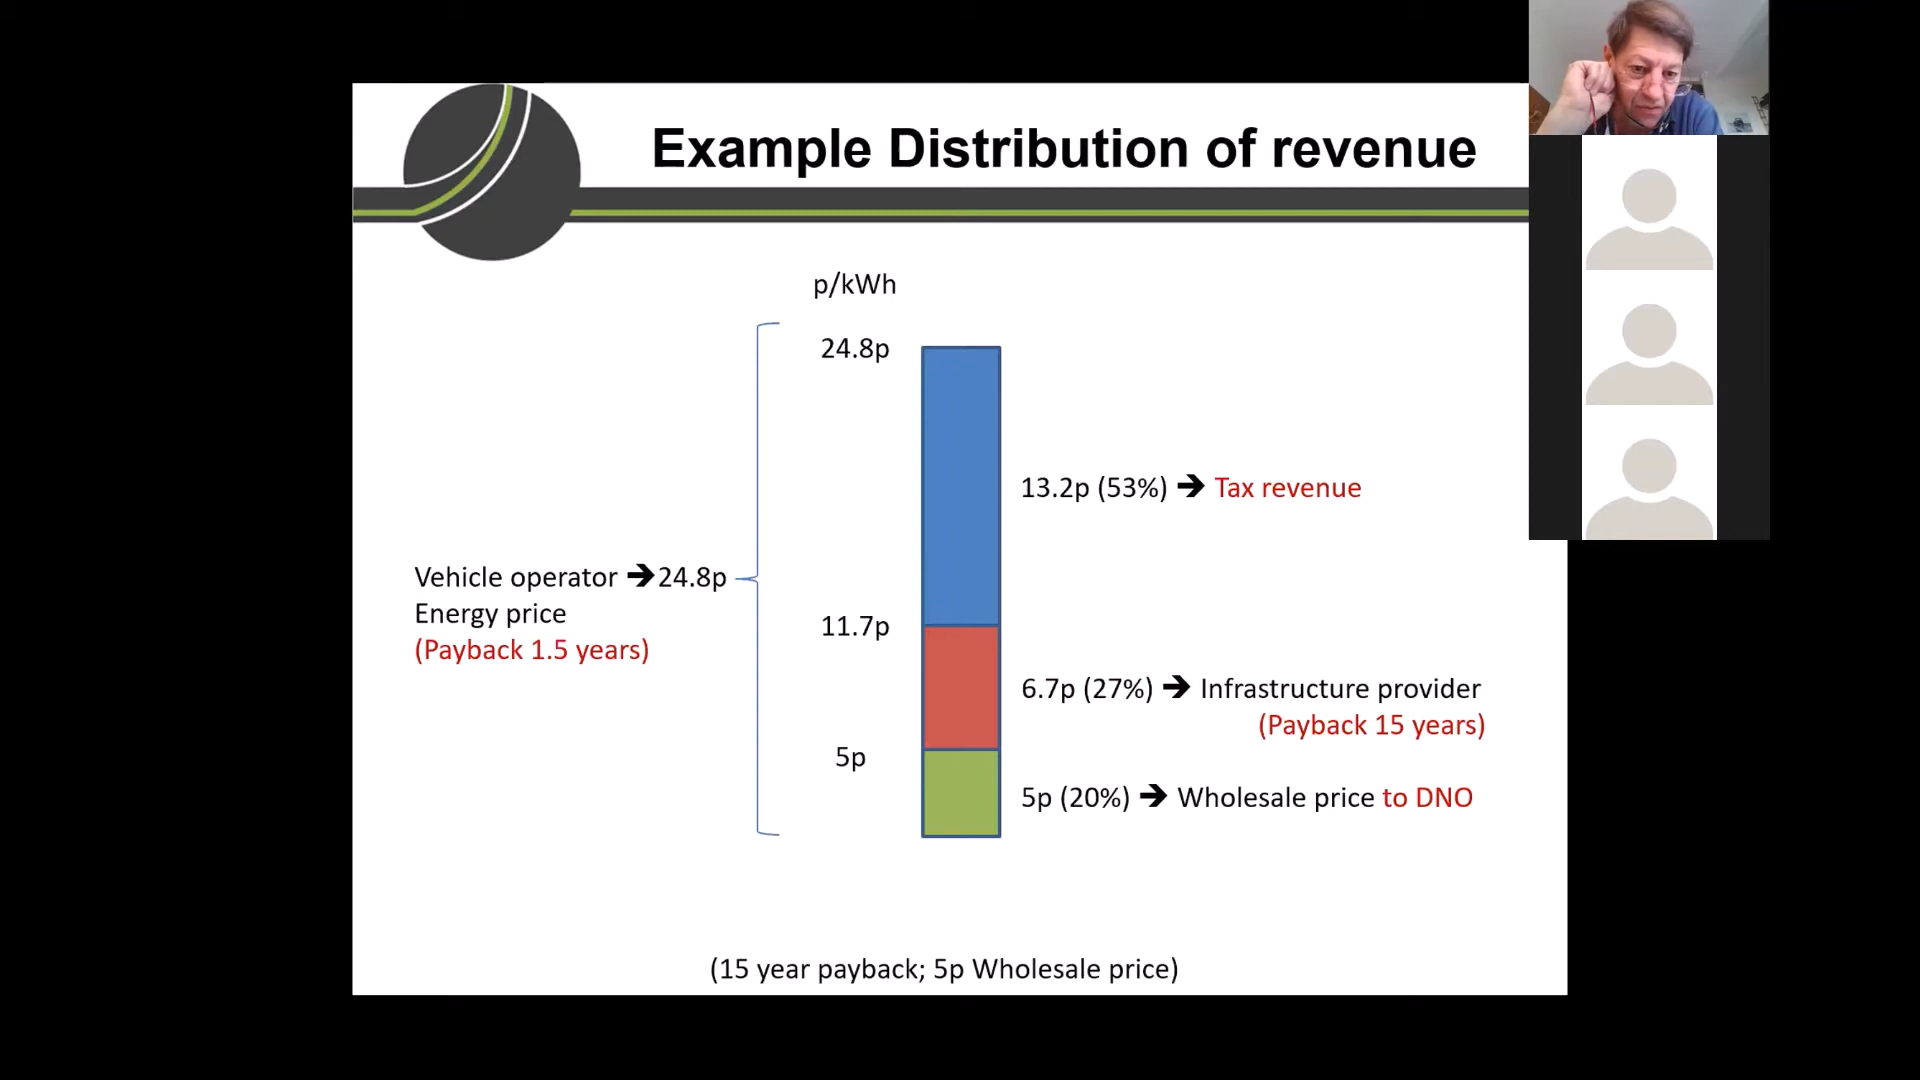 Example Distribution of revenue
p/kWh
24.8p
13.2p (53%) ➔ Tax revenue
Vehicle operator ➔24.8p
Energy price
(Payback 1.5 years)
11.7p
6.7p (27%) ➔ Infrastructure provider
(Payback 15 years)
5p
5p (20%) ➔ Wholesale price to DNO
(15 year payback; 5p Wholesale price)